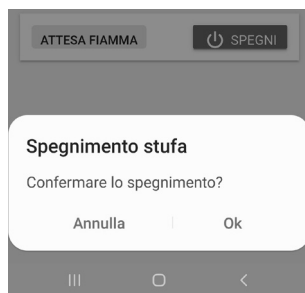 ATTESA FIAMMA
SPEGNI
Spegnimento stufa
Confermare lo spegnimento?
Annulla
Ok